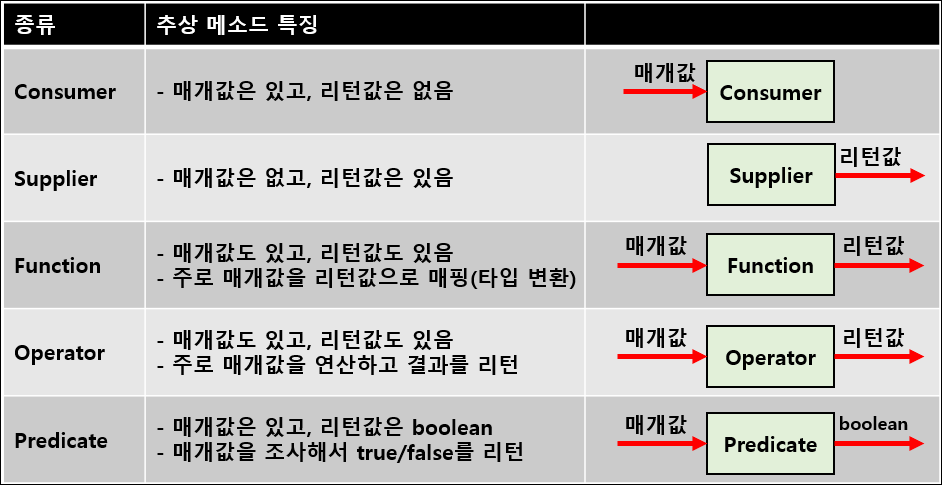 종류
추상 메소드 특징
Consumer
- 매개값은 있고, 리턴값은 없음
매개값
Consumer
Supplier
- 매개값은 없고, 리턴값은 있음
Supplier
리턴값
Function
- 매개값도 있고, 리턴값도 있음
- 주로 매개값을 리턴값으로 매핑(타입 변환)
매개값
Function
리턴값
Operator
- 매개값도 있고, 리턴값도 있음
- 주로 매개값을 연산하고 결과를 리턴
매개값
Operator
리턴값
Predicate
- 매개값은 있고, 리턴값은 boolean
- 매개값을 조사해서 true/false를 리턴
매개값
Predicate
boolean